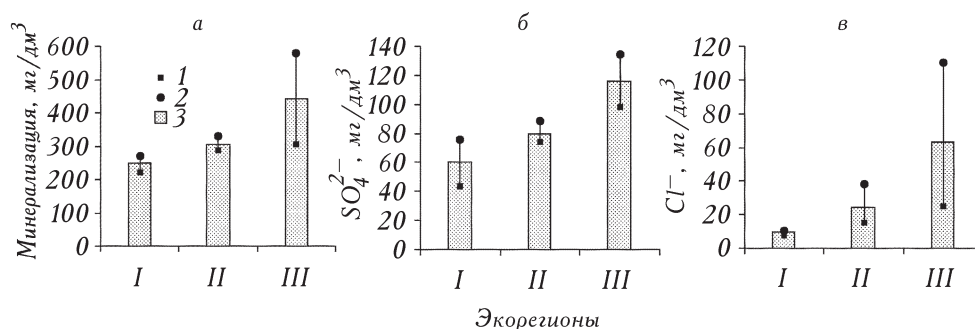 а
Минерализация, мг/дм³
600
500
400
300
200
100
0
1
2
3
I II III
б
SO₄²⁻, мг/дм³
140
120
100
80
60
40
20
0
I II III
в
Cl⁻, мг/дм³
120
100
80
60
40
20
0
I II III
Экорегионы